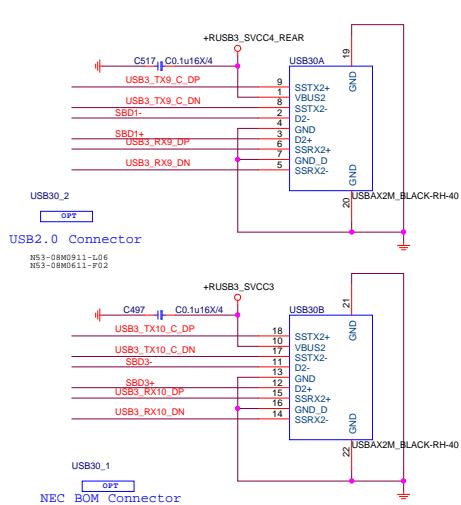 +RUSB3_SVCC4_REAR
C517 C0.1u16X/4 USB30A 19
GND
USB3_TX9_C_DP 9 SSTX2+
1 VBUS2
USB3_TX9_C_DN 8 SSTX2-
SBD1- 2 D2-
4 GND
SBD1+ 3 D2+
USB3_RX9_DP 6 SSRX2+
7 GND_D
USB3_RX9_DN 5 SSRX2-
GND
USB30_2 20 USBAX2M_BLACK-RH-40
OPT
USB2.0 Connector
N53-08M0911-L06
N53-08M0611-F02
+RUSB3_SVCC3
C497 C0.1u16X/4 USB30B 21
GND
USB3_TX10_C_DP 18 SSTX2+
10 VBUS2
USB3_TX10_C_DN 17 SSTX2-
SBD3- 11 D2-
13 GND
SBD3+ 12 D2+
USB3_RX10_DP 15 SSRX2+
16 GND_D
USB3_RX10_DN 14 SSRX2-
GND
22 USBAX2M_BLACK-RH-40
USB30_1
OPT
NEC BOM Connector